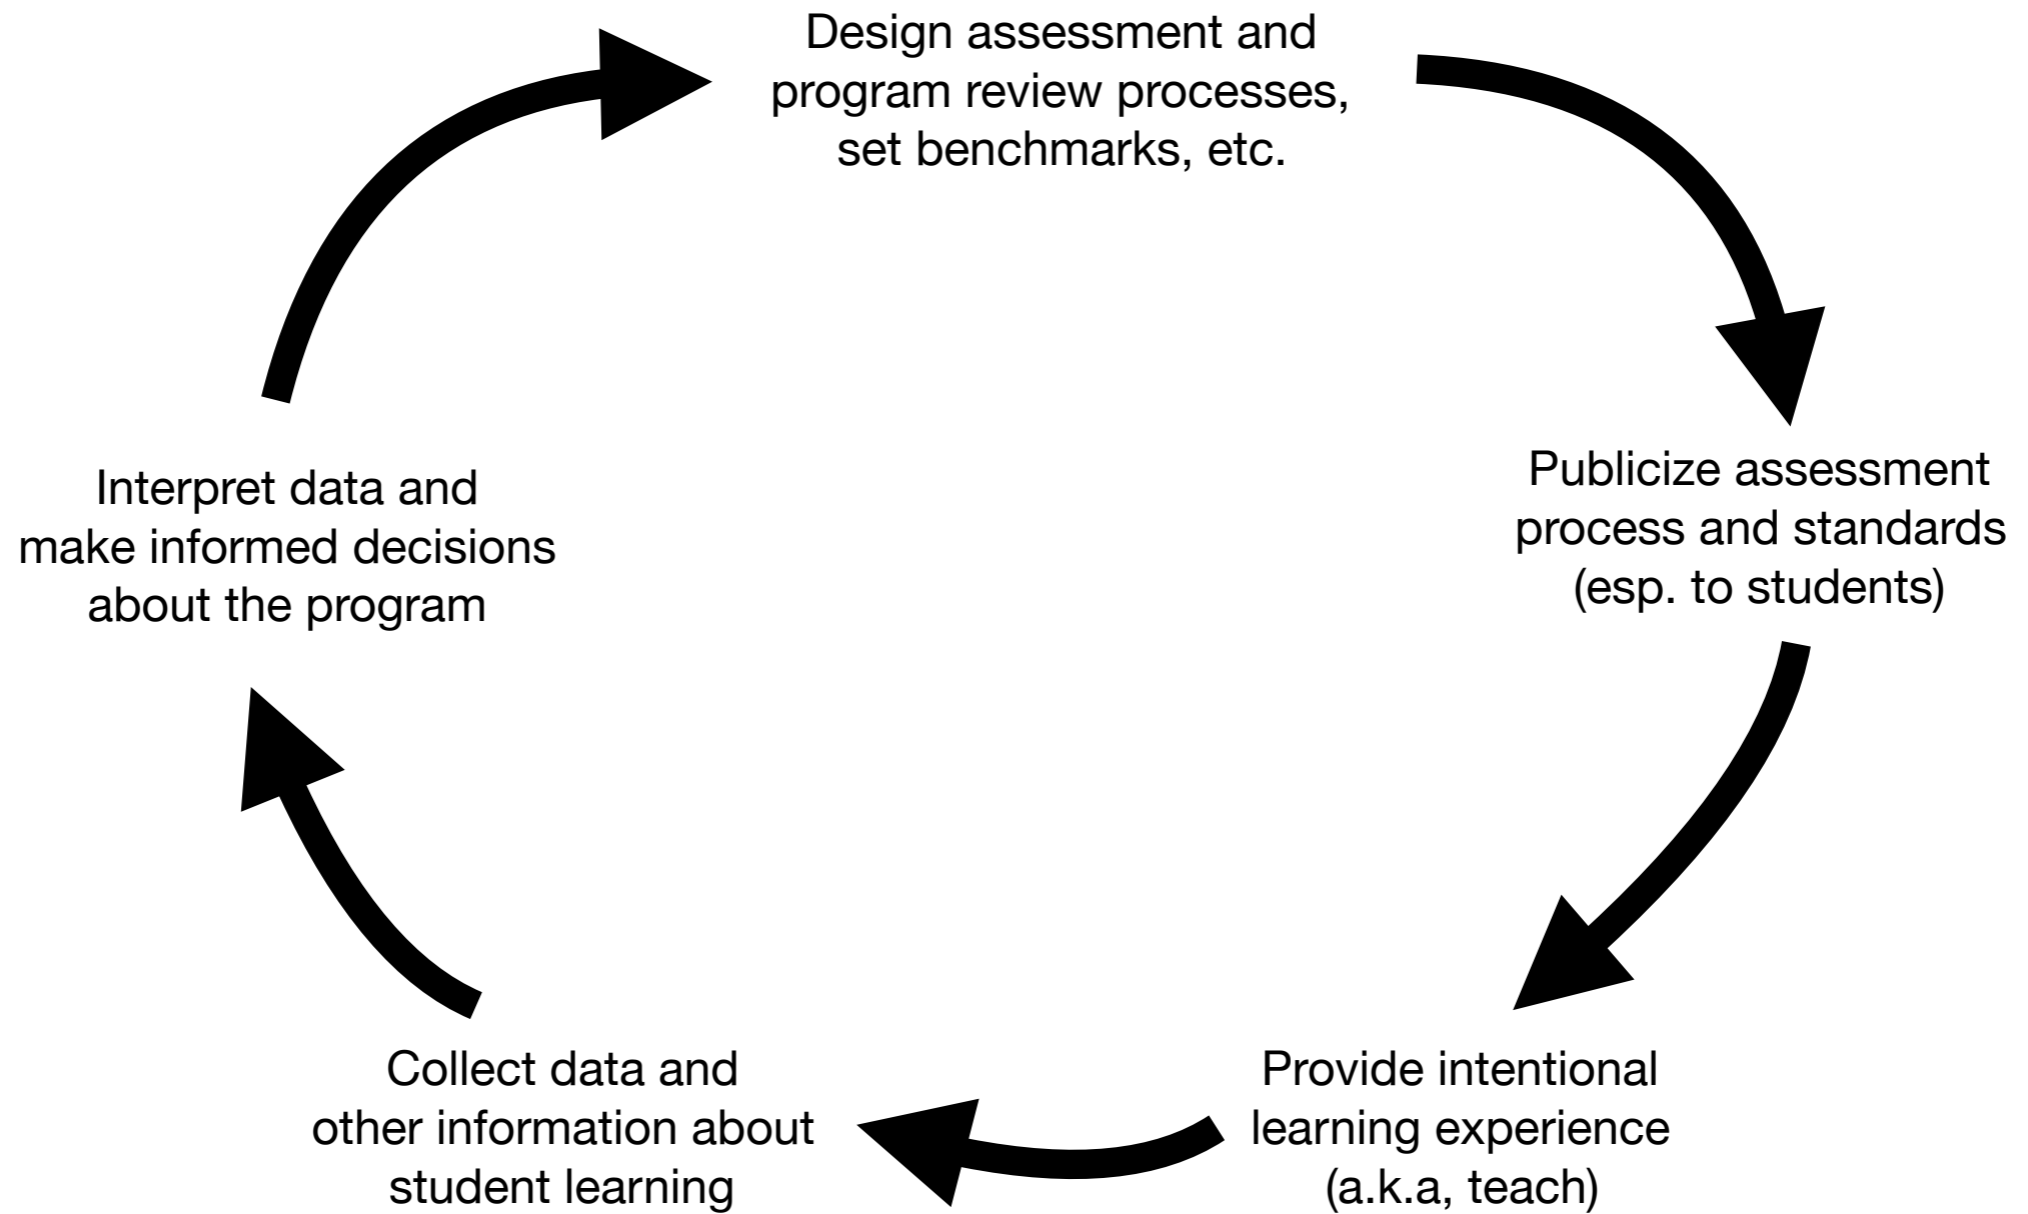 Design assessment and
program review processes,
set benchmarks, etc.
Publicize assessment
process and standards
(esp. to students)
Provide intentional
learning experience
(a.k.a, teach)
Collect data and
other information about
student learning
Interpret data and
make informed decisions
about the program